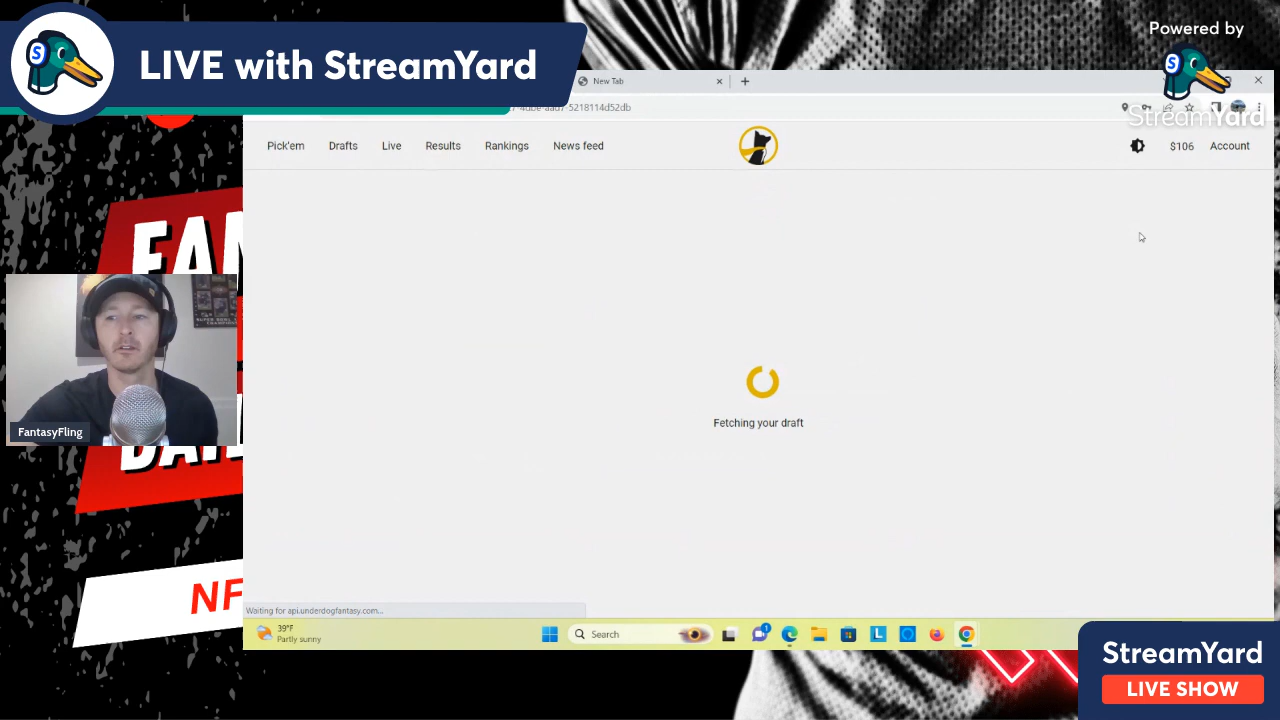 LIVE with StreamYard
Powered by
StreamYard
New Tab
5218114d52db
Pick'em
Drafts
Live
Results
Rankings
News feed
$106
Account
FantasyFling
Fetching your draft
NF
Waiting for api.underdogfantasy.com...
39°F
Partly sunny
Search
StreamYard
LIVE SHOW